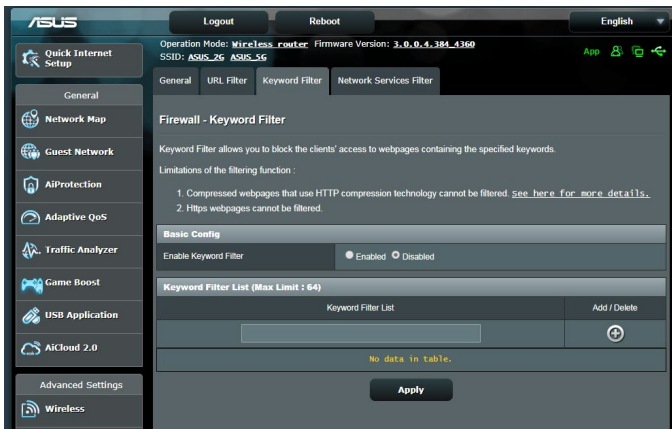 ASUS
Logout
Reboot
English
Quick Internet
Setup
Operation Mode: Wireless router Firmware Version: 3.0.0.4.384_4360
SSID: ASUS_2G ASUS_5G
App
General
URL Filter
Keyword Filter
Network Services Filter
General
Network Map
Guest Network
AiProtection
Adaptive QoS
Traffic Analyzer
Game Boost
USB Application
AiCloud 2.0
Advanced Settings
Wireless
Firewall - Keyword Filter
Keyword Filter allows you to block the clients' access to webpages containing the specified keywords.
Limitations of the filtering function :
1. Compressed webpages that use HTTP compression technology cannot be filtered. See here for more details.
2. Https webpages cannot be filtered.
Basic Config
Enable Keyword Filter
Enabled Disabled
Keyword Filter List (Max Limit : 64)
Keyword Filter List
Add / Delete
No data in table.
Apply